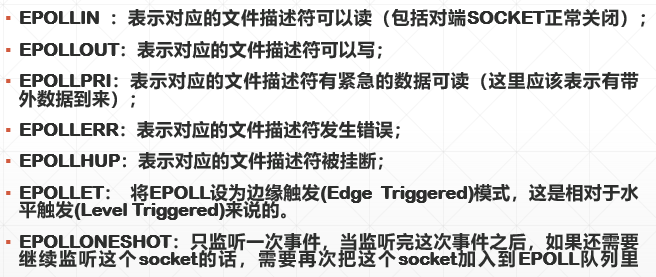 ▪ EPOLLIN ：表示对应的文件描述符可以读（包括对端SOCKET正常关闭）；
▪ EPOLLOUT：表示对应的文件描述符可以写；
▪ EPOLLPRI：表示对应的文件描述符有紧急的数据可读（这里应该表示有带
外数据到来）；
▪ EPOLLERR：表示对应的文件描述符发生错误；
▪ EPOLLHUP：表示对应的文件描述符被挂断；
▪ EPOLLET： 将EPOLL设为边缘触发(Edge Triggered)模式，这是相对于水
平触发(Level Triggered)来说的。
▪ EPOLLONESHOT：只监听一次事件，当监听完这次事件之后，如果还需要
继续监听这个socket的话，需要再次把这个socket加入到EPOLL队列里